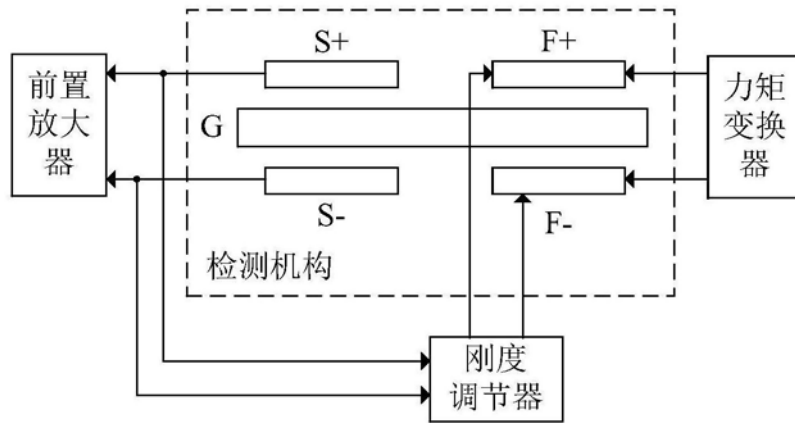 S+
F+
前置
放大
器
G
力矩
变换
器
S-
F-
检测机构
刚度
调节器